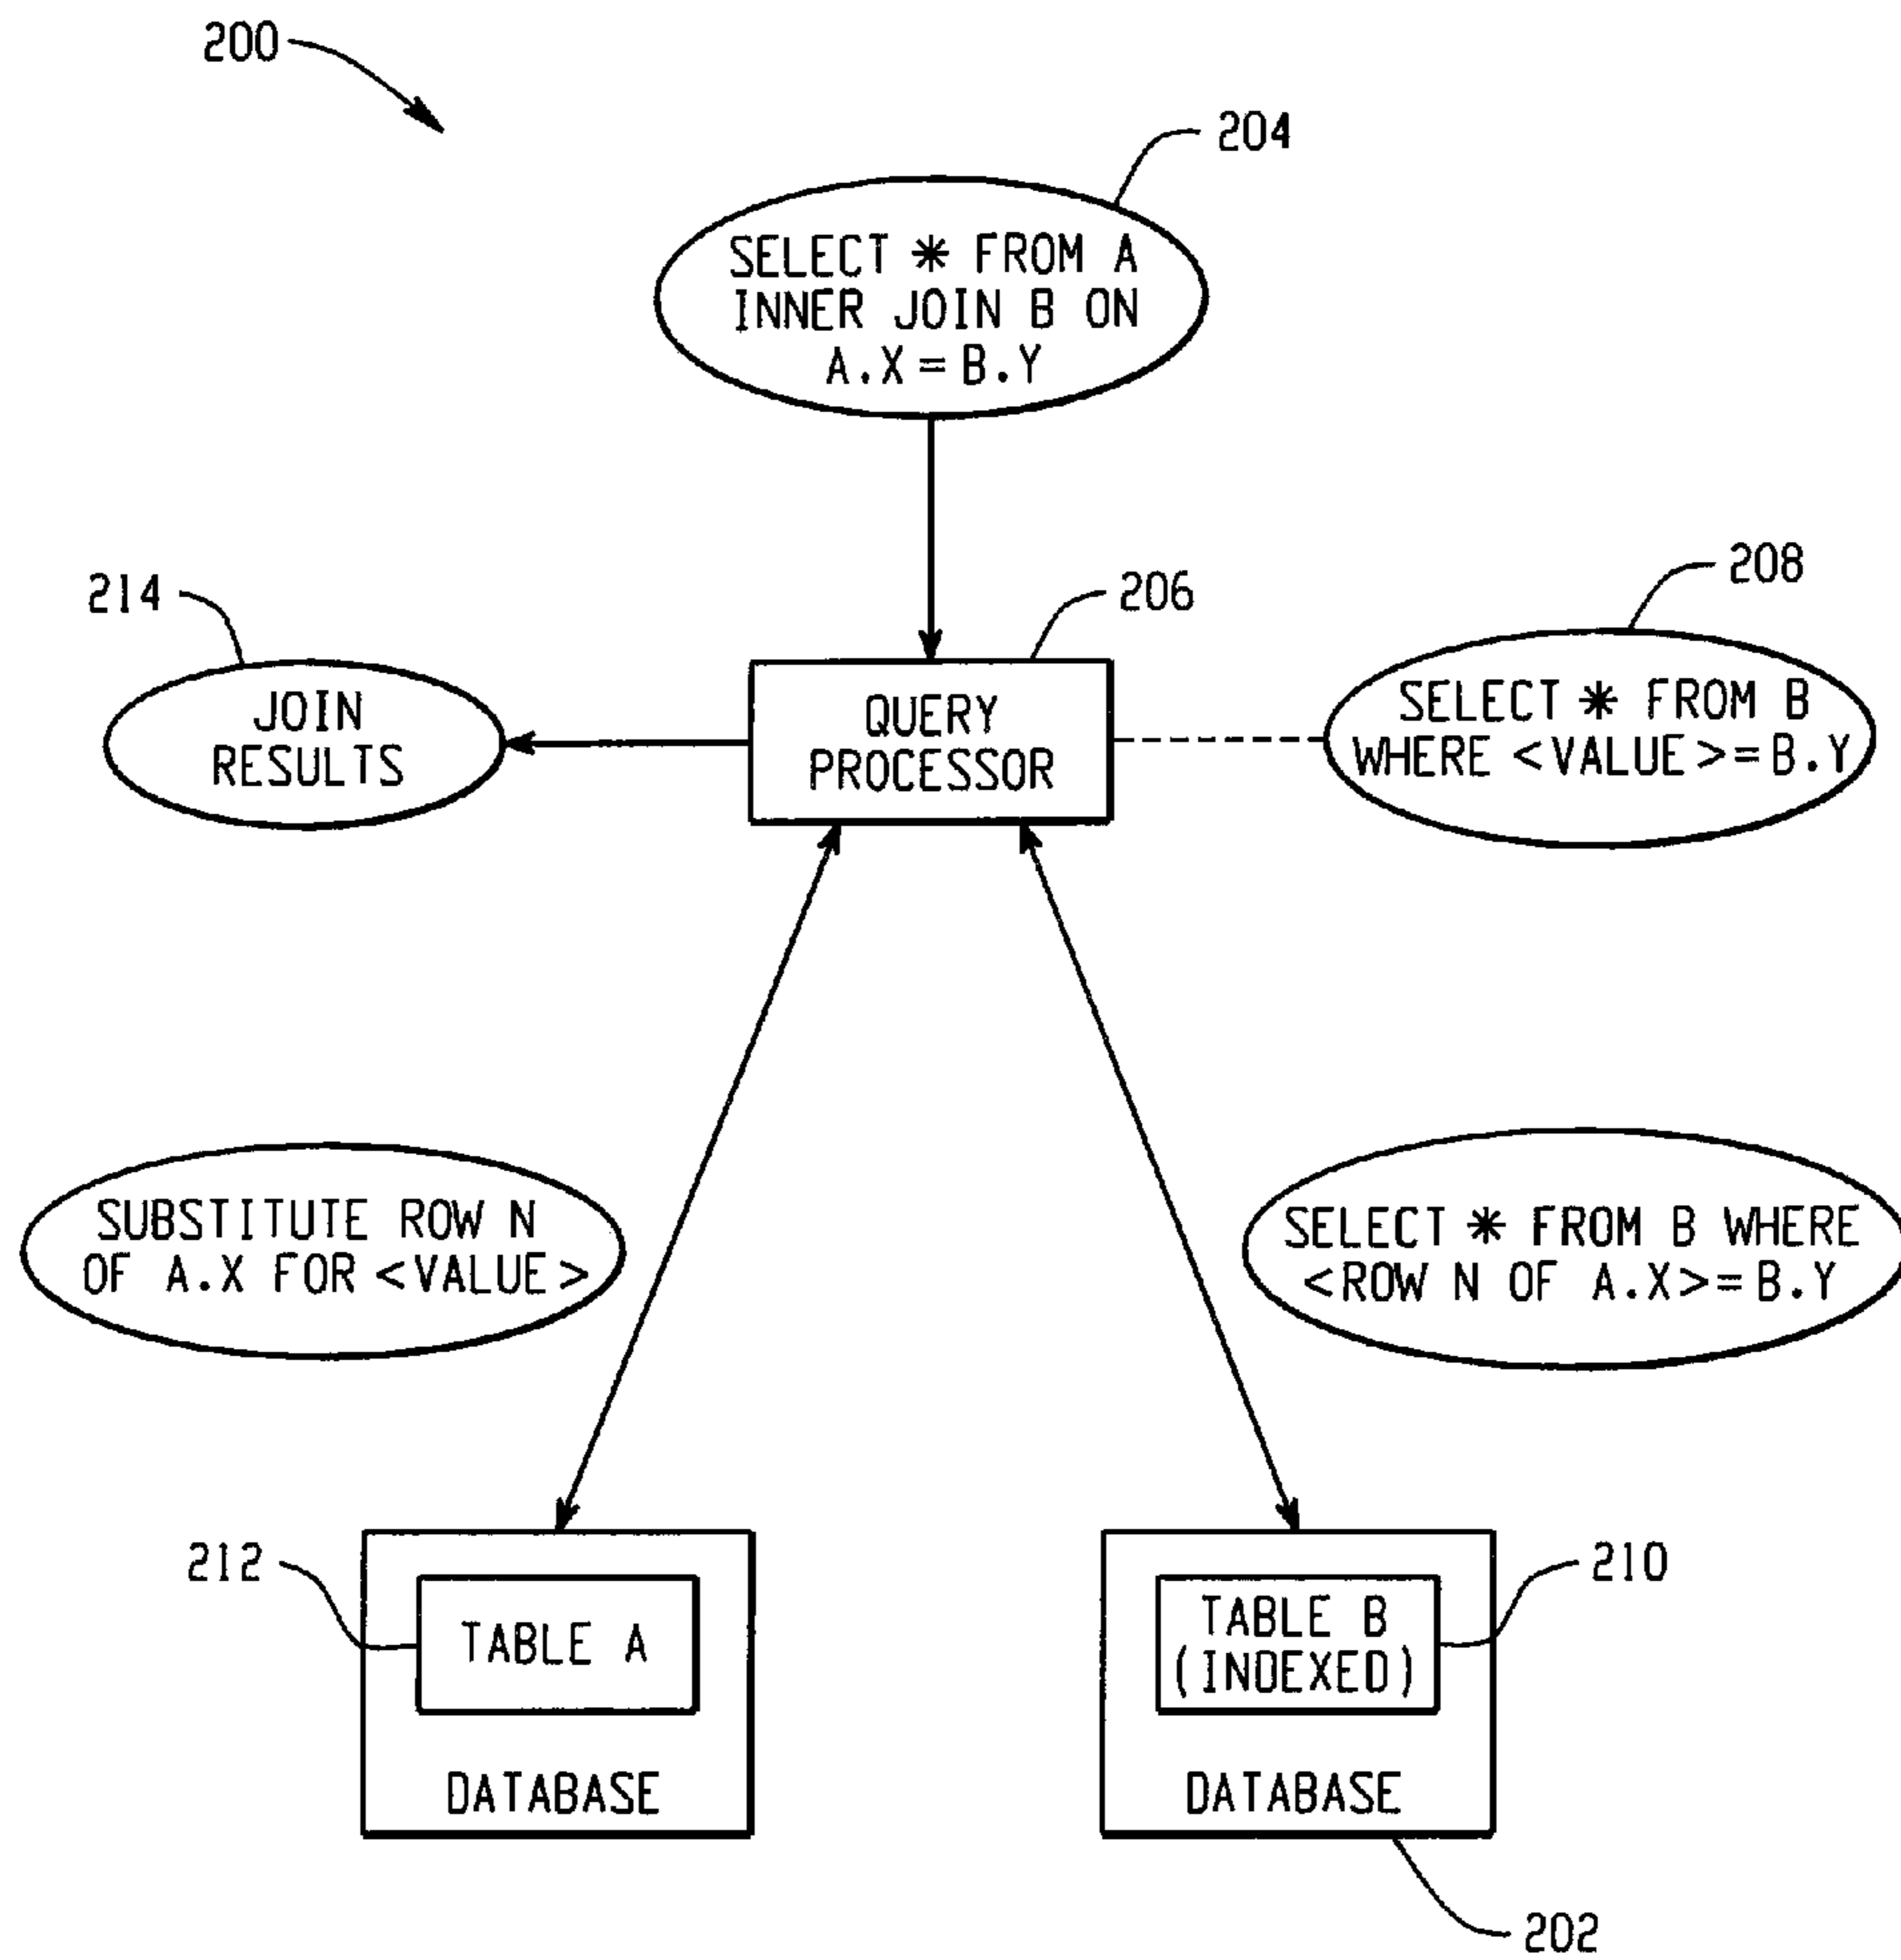 200
204
SELECT * FROM A
INNER JOIN B ON
A.X=B.Y
214
206
208
JOIN
RESULTS
QUERY
PROCESSOR
SELECT * FROM B
WHERE <VALUE>=B.Y
SUBSTITUTE ROW N
OF A.X FOR <VALUE>
SELECT * FROM B WHERE
<ROW N OF A.X>=B.Y
212
TABLE A
DATABASE
TABLE B
(INDEXED)
210
DATABASE
202